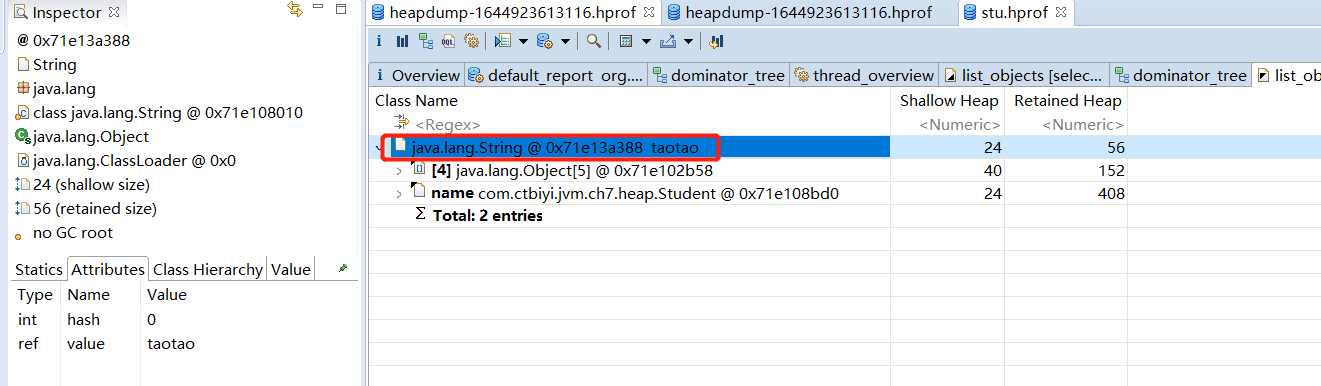 Inspector
@ 0x71e13a388
String
java.lang
class java.lang.String @ 0x71e108010
java.lang.Object
java.lang.ClassLoader @ 0x0
24 (shallow size)
56 (retained size)
no GC root
Statics Attributes Class Hierarchy Value
Type Name Value
int hash 0
ref value taotao
heapdump-1644923613116.hprof heapdump-1644923613116.hprof stu.hprof
i OQL
i Overview default_report org.... dominator_tree thread_overview list_objects [selec... dominator_tree list_ob
Class Name Shallow Heap Retained Heap
<Regex> <Numeric> <Numeric>
java.lang.String @ 0x71e13a388 taotao 24 56
[4] java.lang.Object[5] @ 0x71e102b58 40 152
name com.ctbiyi.jvm.ch7.heap.Student @ 0x71e108bd0 24 408
Σ Total: 2 entries